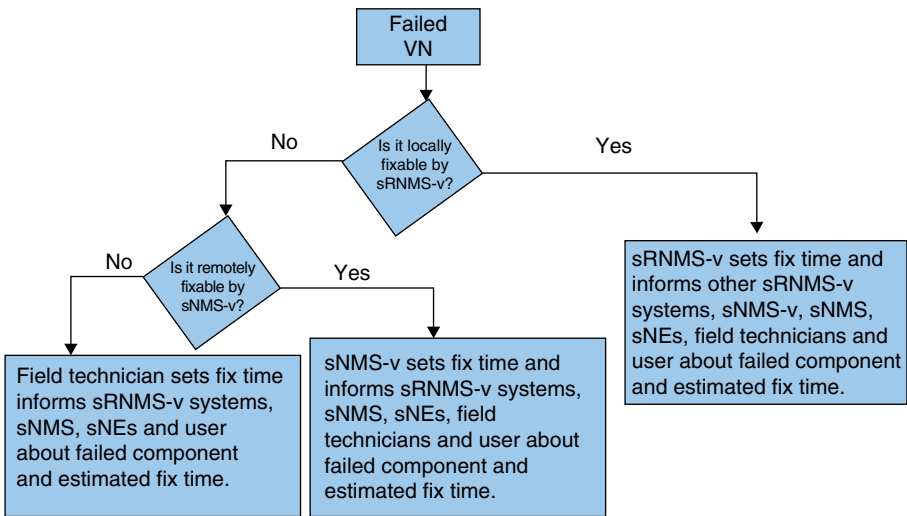 Failed
VN
Is it locally
fixable by
sRNMS-v?
No
Yes
Is it remotely
fixable by
sNMS-v?
No
Yes
sRNMS-v sets fix time and
informs other sRNMS-v
systems, sNMS-v, sNMS,
sNEs, field technicians and
user about failed component
and estimated fix time.
Field technician sets fix time
informs sRNMS-v systems,
sNMS, sNEs and user
about failed component
and estimated fix time.
sNMS-v sets fix time and
informs sRNMS-v systems,
sNMS, sNEs, field
technicians and user about
failed component and
estimated fix time.